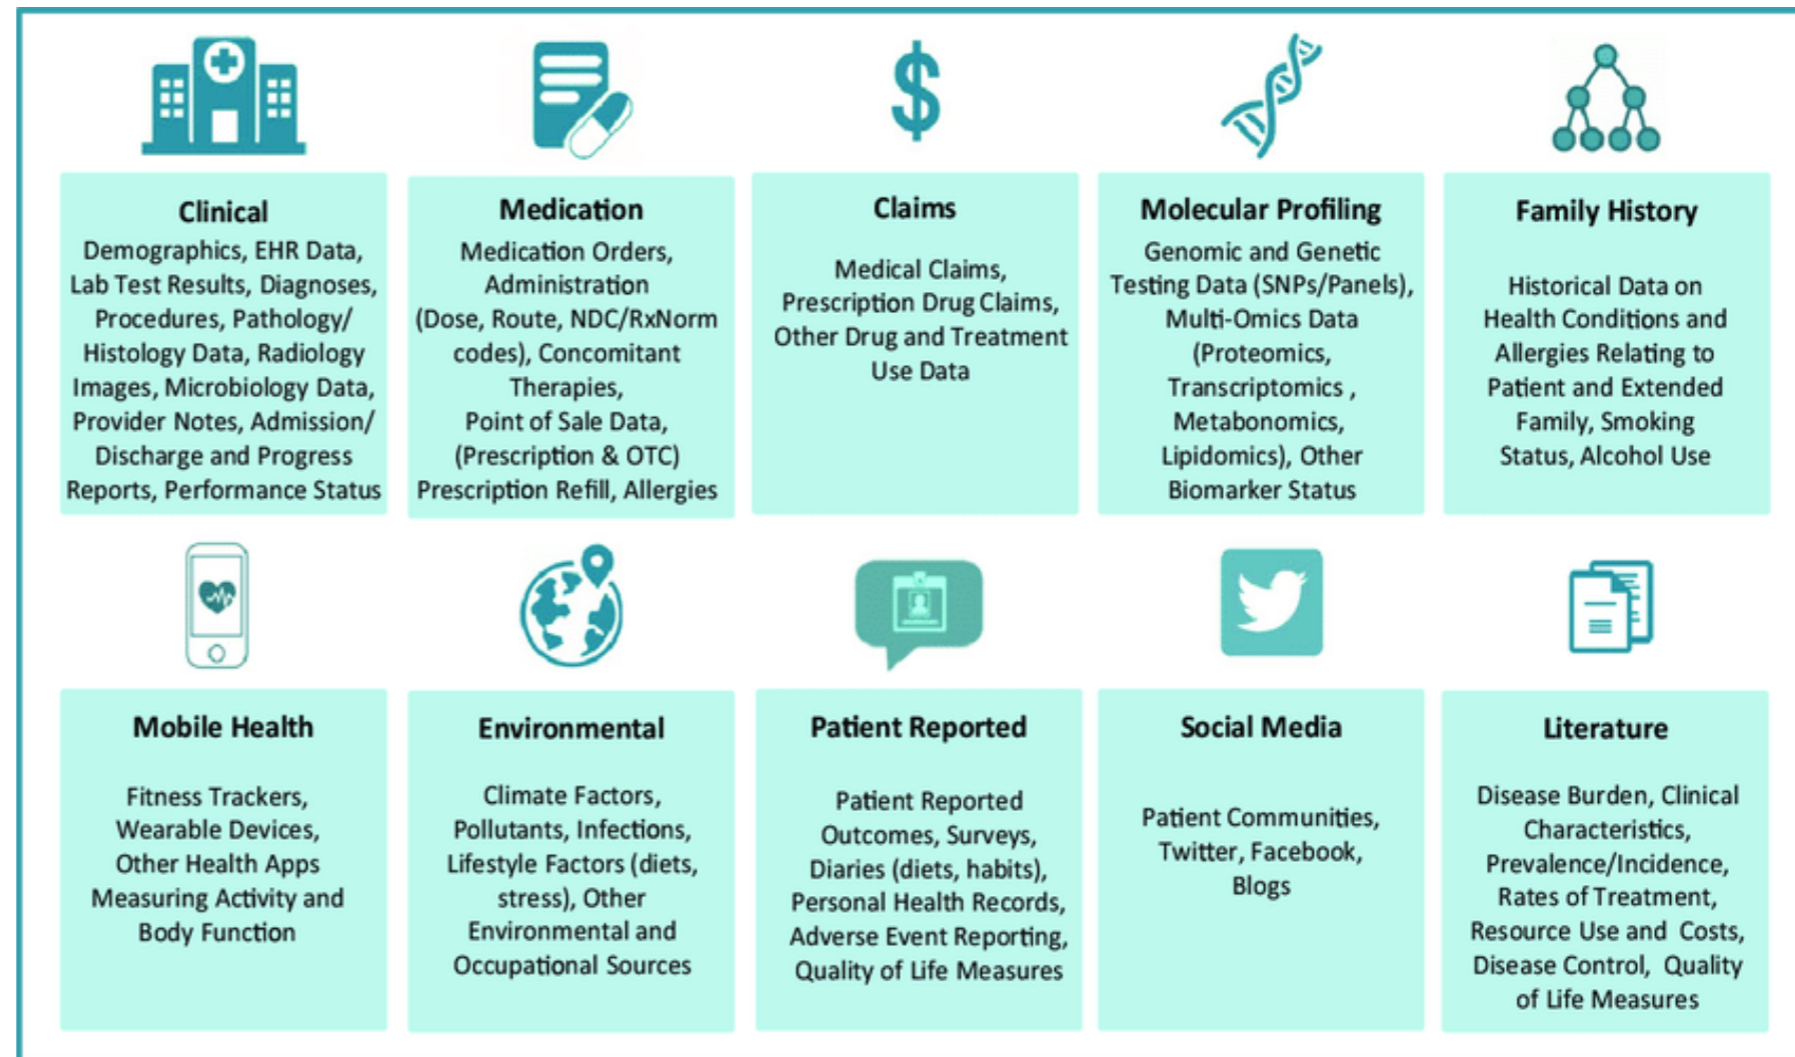 Clinical
Demographics, EHR Data,
Lab Test Results, Diagnoses,
Procedures, Pathology/
Histology Data, Radiology
Images, Microbiology Data,
Provider Notes, Admission/
Discharge and Progress
Reports, Performance Status
Medication
Medication Orders,
Administration
(Dose, Route, NDC/RxNorm
codes), Concomitant
Therapies,
Point of Sale Data,
(Prescription & OTC)
Prescription Refill, Allergies
Claims
Medical Claims,
Prescription Drug Claims,
Other Drug and Treatment
Use Data
Molecular Profiling
Genomic and Genetic
Testing Data (SNPs/Panels),
Multi-Omics Data
(Proteomics,
Transcriptomics ,
Metabonomics,
Lipidomics), Other
Biomarker Status
Family History
Historical Data on
Health Conditions and
Allergies Relating to
Patient and Extended
Family, Smoking
Status, Alcohol Use
Mobile Health
Fitness Trackers,
Wearable Devices,
Other Health Apps
Measuring Activity and
Body Function
Environmental
Climate Factors,
Pollutants, Infections,
Lifestyle Factors (diets,
stress), Other
Environmental and
Occupational Sources
Patient Reported
Patient Reported
Outcomes, Surveys,
Diaries (diets, habits),
Personal Health Records,
Adverse Event Reporting,
Quality of Life Measures
Social Media
Patient Communities,
Twitter, Facebook,
Blogs
Literature
Disease Burden, Clinical
Characteristics,
Prevalence/Incidence,
Rates of Treatment,
Resource Use and Costs,
Disease Control, Quality
of Life Measures